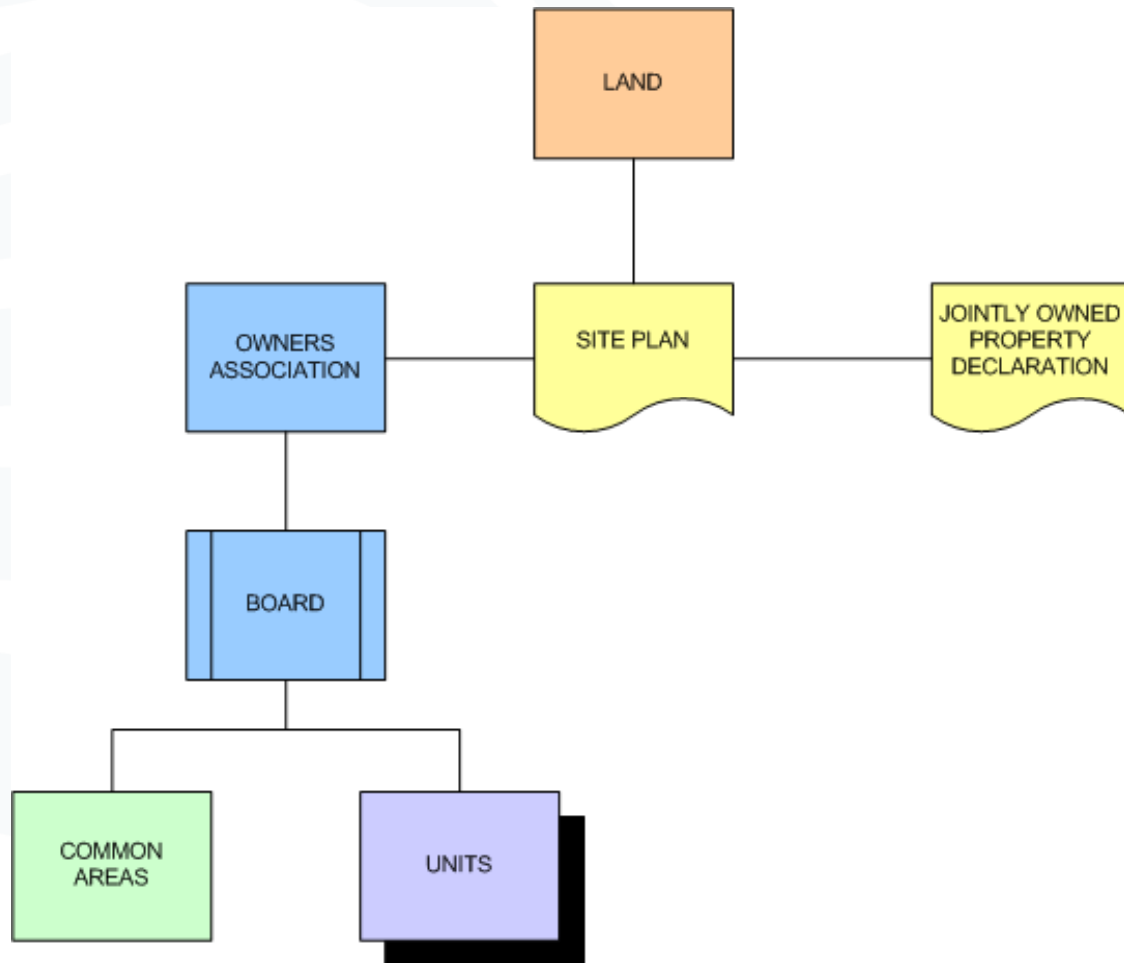 LAND
OWNERS
ASSOCIATION
SITE PLAN
JOINTLY OWNED
PROPERTY
DECLARATION
BOARD
COMMON
AREAS
UNITS